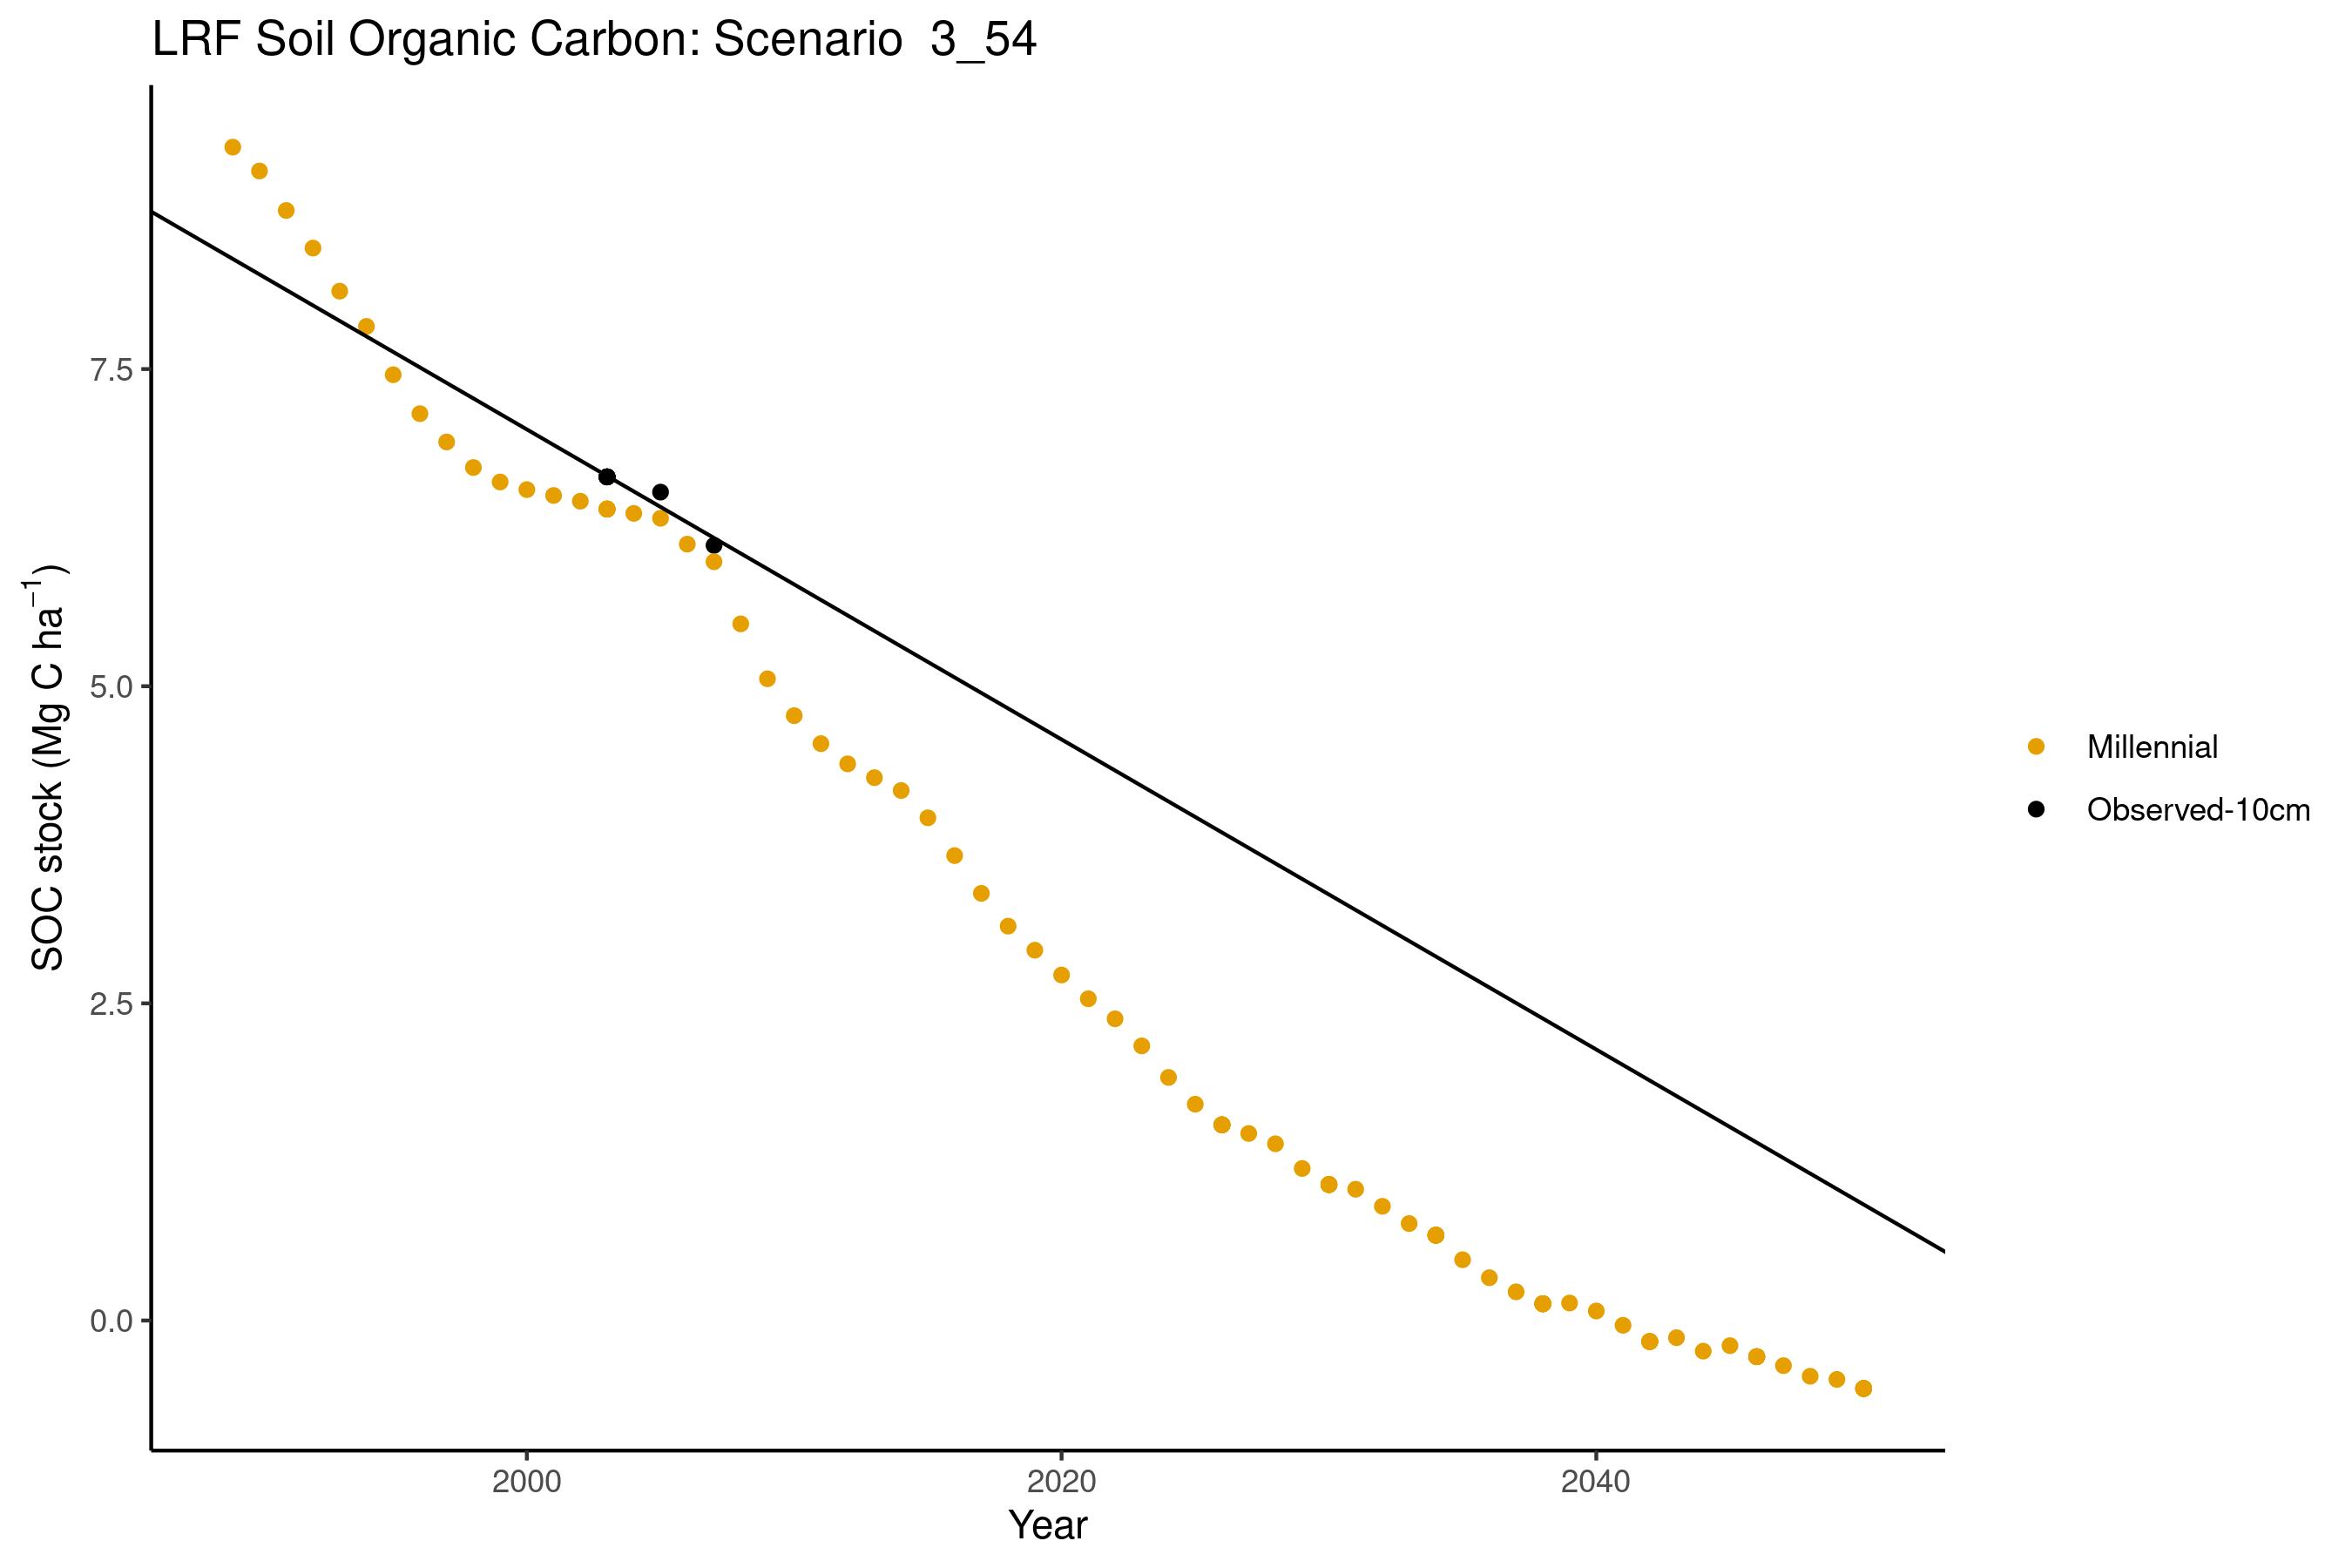 LRF Soil Organic Carbon: Scenario  3_54
SOC stock (Mg C ha⁻¹)
7.5
5.0
2.5
0.0
2000 2020 2040
Year
Millennial
Observed-10cm